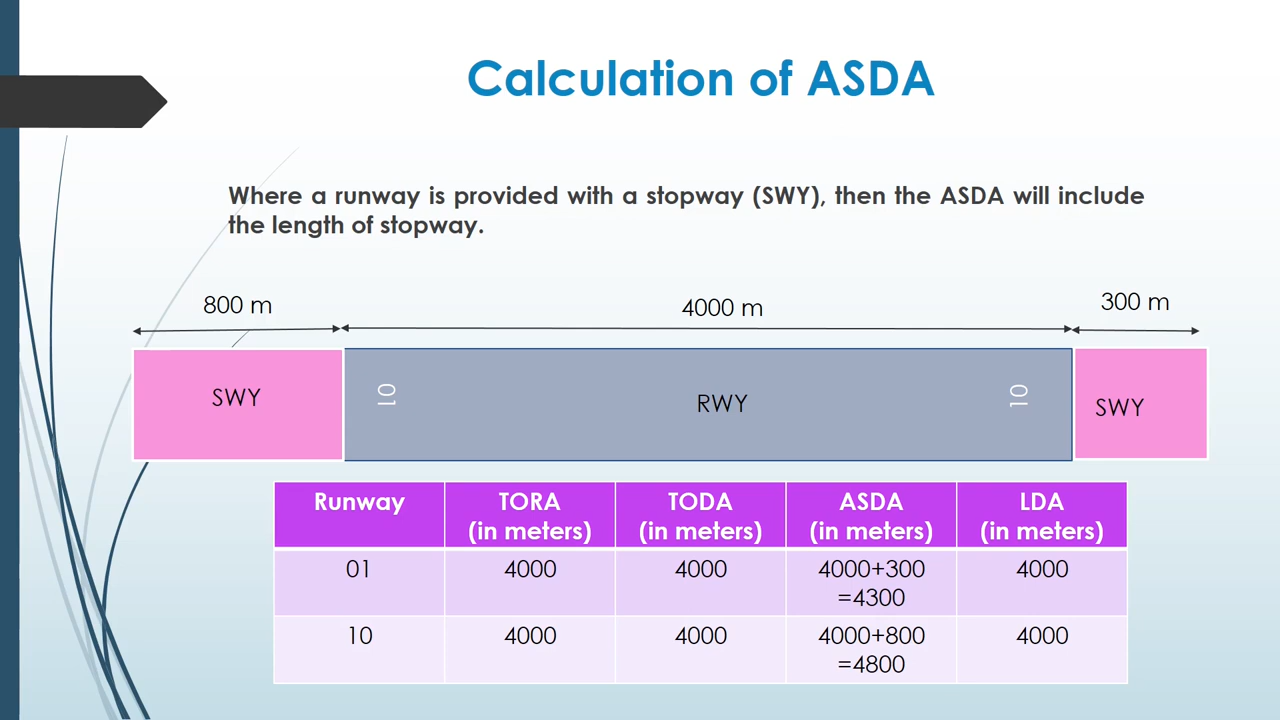 Calculation of ASDA
Where a runway is provided with a stopway (SWY), then the ASDA will include
the length of stopway.
800 m
4000 m
300 m
SWY
01
RWY
10
SWY
Runway
TORA
(in meters)
TODA
(in meters)
ASDA
(in meters)
LDA
(in meters)
01
4000
4000
4000+300
=4300
4000
10
4000
4000
4000+800
=4800
4000